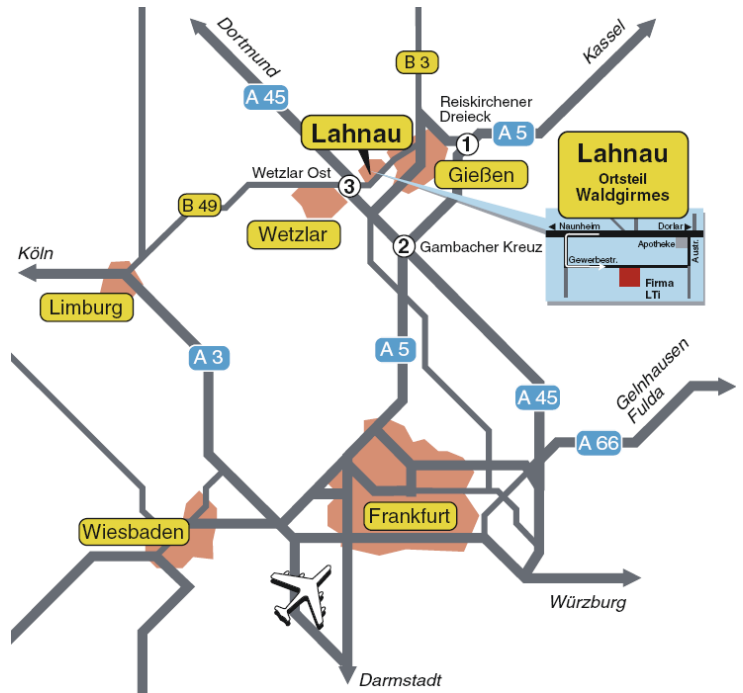 Dortmund
A 45
B 3
Kassel
Reiskirchener
Dreieck
A 5
1
Lahnau
Gießen
Wetzlar Ost
3
B 49
Wetzlar
2
Gambacher Kreuz
Lahnau
Ortsteil
Waldgirmes
Naunheim
Dorlar
Apotheke
Austr.
Gewerbestr.
Firma
LTi
Köln
Limburg
A 3
A 5
A 45
Gelnhausen
Fulda
A 66
Wiesbaden
Frankfurt
Würzburg
Darmstadt